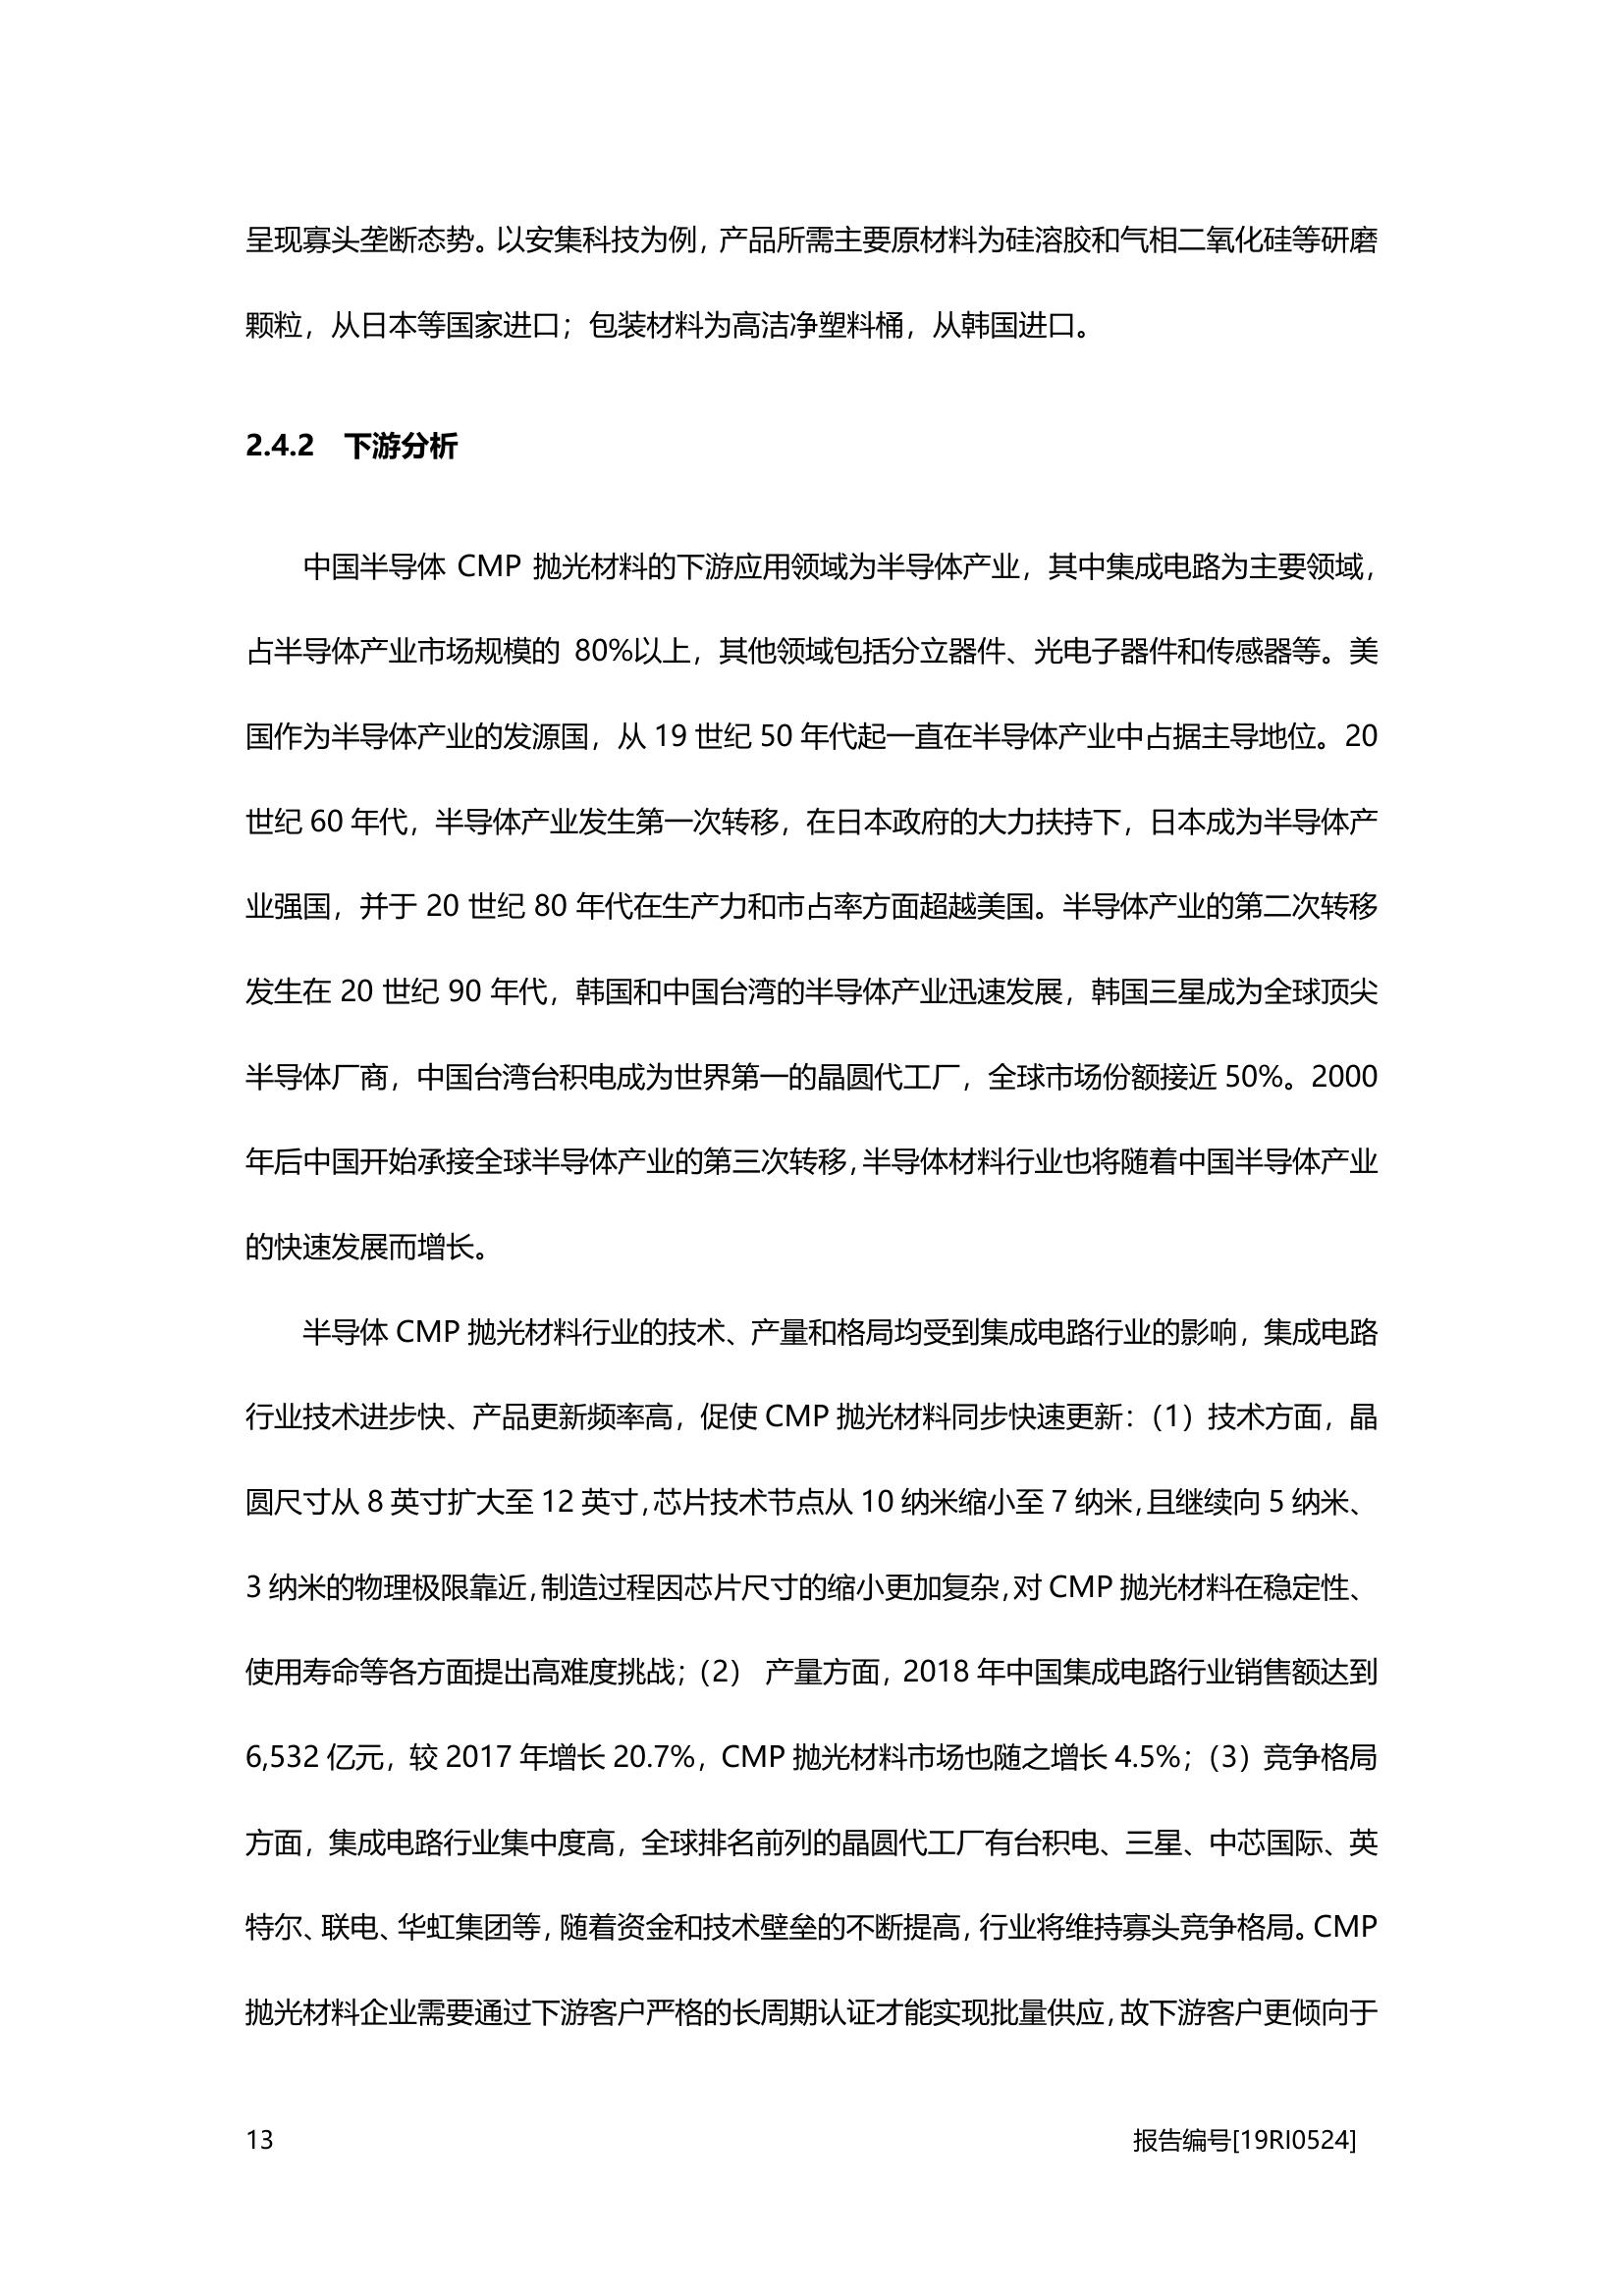 呈现寡头垄断态势。以安集科技为例，产品所需主要原材料为硅溶胶和气相二氧化硅等研磨
颗粒，从日本等国家进口；包装材料为高洁净塑料桶，从韩国进口。
2.4.2 下游分析
中国半导体 CMP 抛光材料的下游应用领域为半导体产业，其中集成电路为主要领域，
占半导体产业市场规模的 80%以上，其他领域包括分立器件、光电子器件和传感器等。美
国作为半导体产业的发源国，从 19 世纪 50 年代起一直在半导体产业中占据主导地位。20
世纪 60 年代，半导体产业发生第一次转移，在日本政府的大力扶持下，日本成为半导体产
业强国，并于 20 世纪 80 年代在生产力和市占率方面超越美国。半导体产业的第二次转移
发生在 20 世纪 90 年代，韩国和中国台湾的半导体产业迅速发展，韩国三星成为全球顶尖
半导体厂商，中国台湾台积电成为世界第一的晶圆代工厂，全球市场份额接近 50%。2000
年后中国开始承接全球半导体产业的第三次转移，半导体材料行业也将随着中国半导体产业
的快速发展而增长。
半导体 CMP 抛光材料行业的技术、产量和格局均受到集成电路行业的影响，集成电路
行业技术进步快、产品更新频率高，促使 CMP 抛光材料同步快速更新：（1）技术方面，晶
圆尺寸从 8 英寸扩大至 12 英寸，芯片技术节点从 10 纳米缩小至 7 纳米，且继续向 5 纳米、
3 纳米的物理极限靠近，制造过程因芯片尺寸的缩小更加复杂，对 CMP 抛光材料在稳定性、
使用寿命等各方面提出高难度挑战；（2） 产量方面，2018 年中国集成电路行业销售额达到
6,532 亿元，较 2017 年增长 20.7%，CMP 抛光材料市场也随之增长 4.5%；（3）竞争格局
方面，集成电路行业集中度高，全球排名前列的晶圆代工厂有台积电、三星、中芯国际、英
特尔、联电、华虹集团等，随着资金和技术壁垒的不断提高，行业将维持寡头竞争格局。CMP
抛光材料企业需要通过下游客户严格的长周期认证才能实现批量供应，故下游客户更倾向于
13 报告编号[19RI0524]